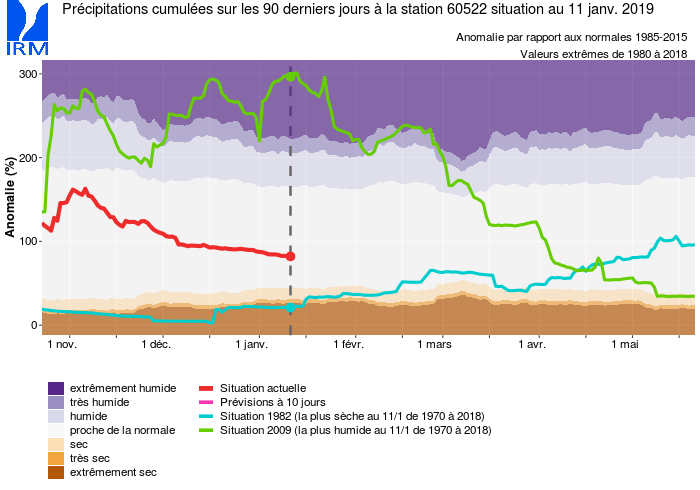 Précipitations cumulées sur les 90 derniers jours à la station 60522 situation au 11 janv. 2019
IRM
Anomalie par rapport aux normales 1985-2015
Valeurs extrêmes de 1980 à 2018
Anomalie (%)
300
200
100
0
1 nov.
1 déc.
1 janv.
1 févr.
1 mars
1 avr.
1 mai
extrêmement humide
très humide
humide
proche de la normale
sec
très sec
extrêmement sec
Situation actuelle
Prévisions à 10 jours
Situation 1982 (la plus sèche au 11/1 de 1970 à 2018)
Situation 2009 (la plus humide au 11/1 de 1970 à 2018)